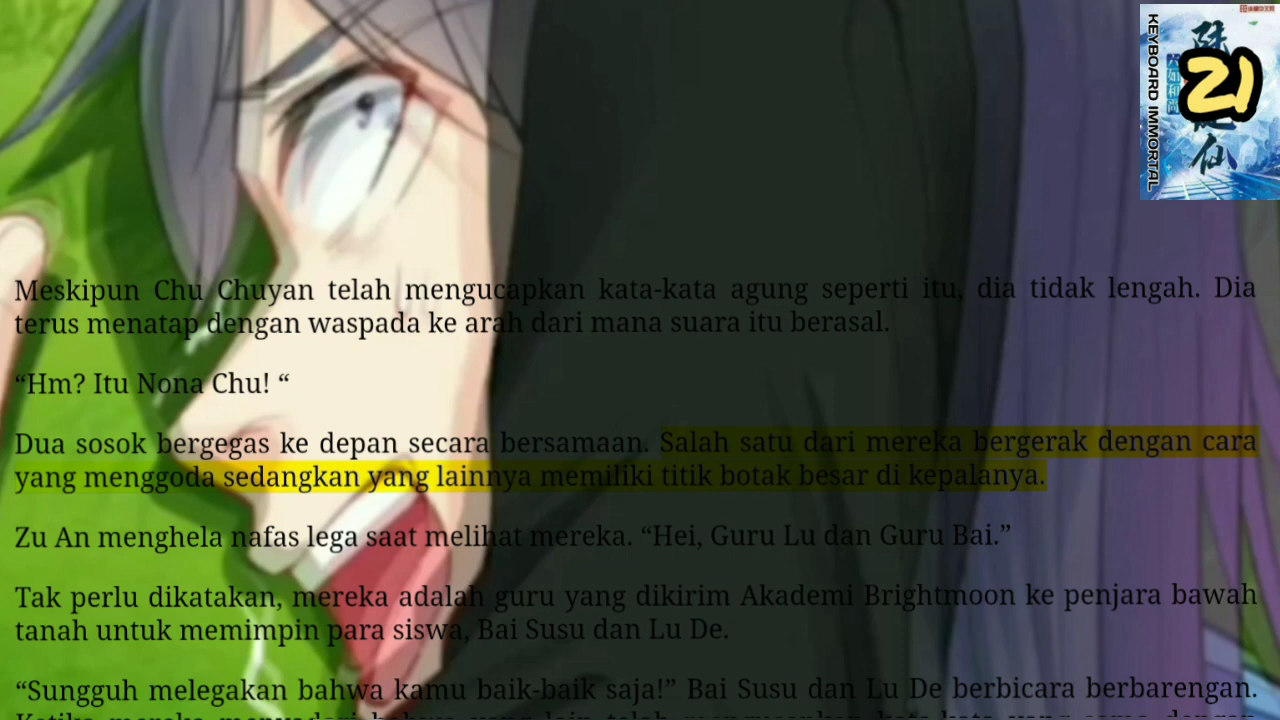 KEYBOARD IMMORTAL
六如和尚
仙
21
Meskipun Chu Chuyan telah mengucapkan kata-kata agung seperti itu, dia tidak lengah. Dia
terus menatap dengan waspada ke arah dari mana suara itu berasal.
“Hm? Itu Nona Chu! “
Dua sosok bergegas ke depan secara bersamaan. Salah satu dari mereka bergerak dengan cara
yang menggoda sedangkan yang lainnya memiliki titik botak besar di kepalanya.
Zu An menghela nafas lega saat melihat mereka. “Hei, Guru Lu dan Guru Bai.”
Tak perlu dikatakan, mereka adalah guru yang dikirim Akademi Brightmoon ke penjara bawah
tanah untuk memimpin para siswa, Bai Susu dan Lu De.
“Sungguh melegakan bahwa kamu baik-baik saja!” Bai Susu dan Lu De berbicara berbarengan.